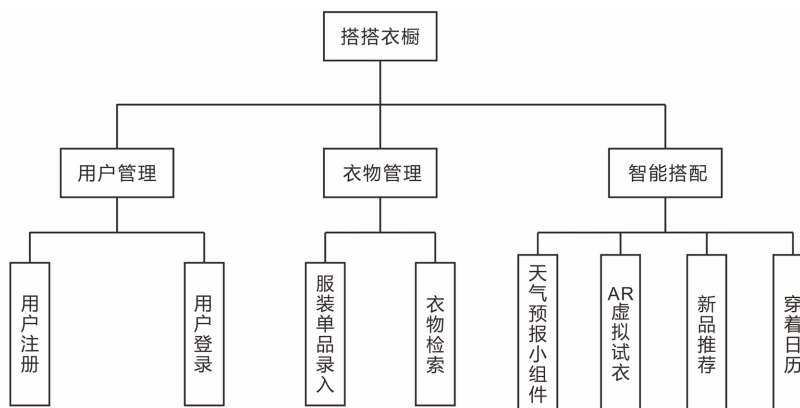 搭搭衣橱
用户管理
衣物管理
智能搭配
用户注册
用户登录
服装单品录入
衣物检索
天气预报小组件
AR虚拟试衣
新品推荐
穿着日历